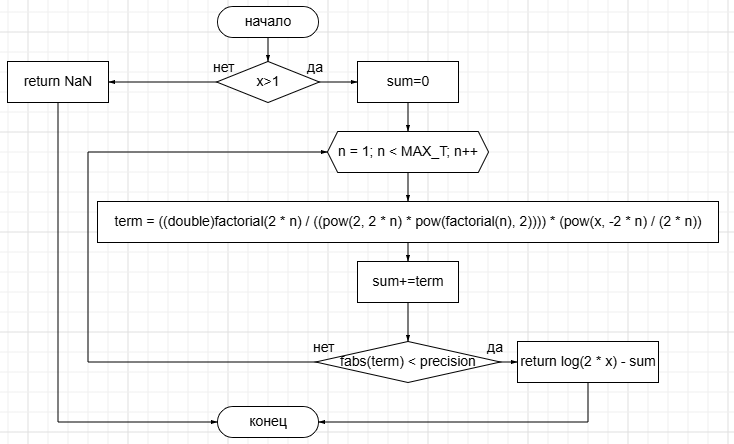 начало
нет
да
x>1
return NaN
sum=0
n = 1; n < MAX_T; n++
term = ((double)factorial(2 * n) / ((pow(2, 2 * n) * pow(factorial(n), 2)))) * (pow(x, -2 * n) / (2 * n))
sum+=term
нет
да
fabs(term) < precision
return log(2 * x) - sum
конец